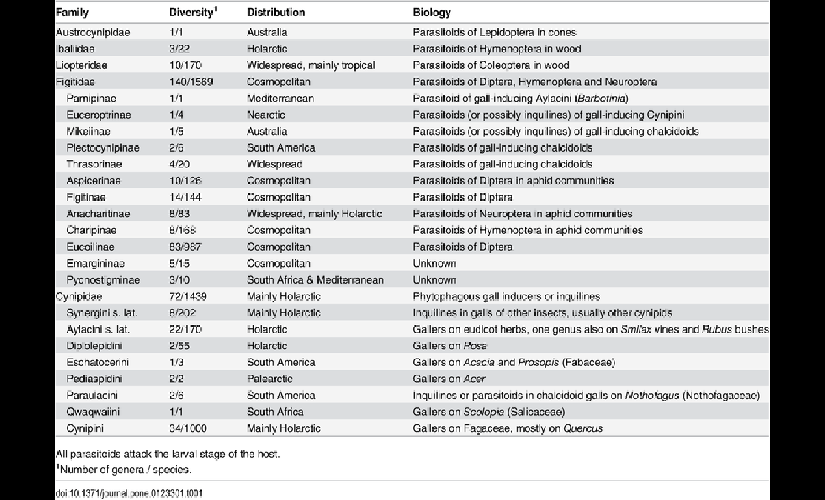 Family Diversity¹ Distribution Biology
Austrocynipidae 1/1 Australia Parasitoids of Lepidoptera in cones
Ibaliidae 3/22 Holarctic Parasitoids of Hymenoptera in wood
Liopteridae 10/170 Widespread, mainly tropical Parasitoids of Coleoptera in wood
Figitidae 140/1569 Cosmopolitan Parasitoids of Diptera, Hymenoptera and Neuroptera
Parnipinae 1/1 Mediterranean Parasitoid of gall-inducing Aylacini (Barbotinia)
Euceroptrinae 1/4 Nearctic Parasitoids (or possibly inquilines) of gall-inducing Cynipini
Mikeiinae 1/5 Australia Parasitoids (or possibly inquilines) of gall-inducing chalcidoids
Plectocynipinae 2/6 South America Parasitoids of gall-inducing chalcidoids
Thrasorinae 4/20 Widespread Parasitoids of gall-inducing chalcidoids
Aspicerinae 10/126 Cosmopolitan Parasitoids of Diptera in aphid communities
Figitinae 14/144 Cosmopolitan Parasitoids of Diptera
Anacharitinae 8/83 Widespread, mainly Holarctic Parasitoids of Neuroptera in aphid communities
Charipinae 8/168 Cosmopolitan Parasitoids of Hymenoptera in aphid communities
Eucoilinae 83/987 Cosmopolitan Parasitoids of Diptera
Emargininae 5/15 Cosmopolitan Unknown
Pycnostigminae 3/10 South Africa & Mediterranean Unknown
Cynipidae 72/1439 Mainly Holarctic Phytophagous gall inducers or inquilines
Synergini s. lat. 8/202 Mainly Holarctic Inquilines in galls of other insects, usually other cynipids
Aylacini s. lat. 22/170 Holarctic Gallers on eudicot herbs, one genus also on Smilax vines and Rubus bushes
Diplolepidini 2/55 Holarctic Gallers on Rosa
Eschatocerini 1/3 South America Gallers on Acacia and Prosopis (Fabaceae)
Pediaspidini 2/2 Palearctic Gallers on Acer
Paraulacini 2/6 South America Inquilines or parasitoids in chalcidoid galls on Nothofagus (Nothofagaceae)
Qwaqwaiini 1/1 South Africa Gallers on Scolopia (Salicaceae)
Cynipini 34/1000 Mainly Holarctic Gallers on Fagaceae, mostly on Quercus
All parasitoids attack the larval stage of the host.
¹Number of genera / species.
doi:10.1371/journal.pone.0123301.t001